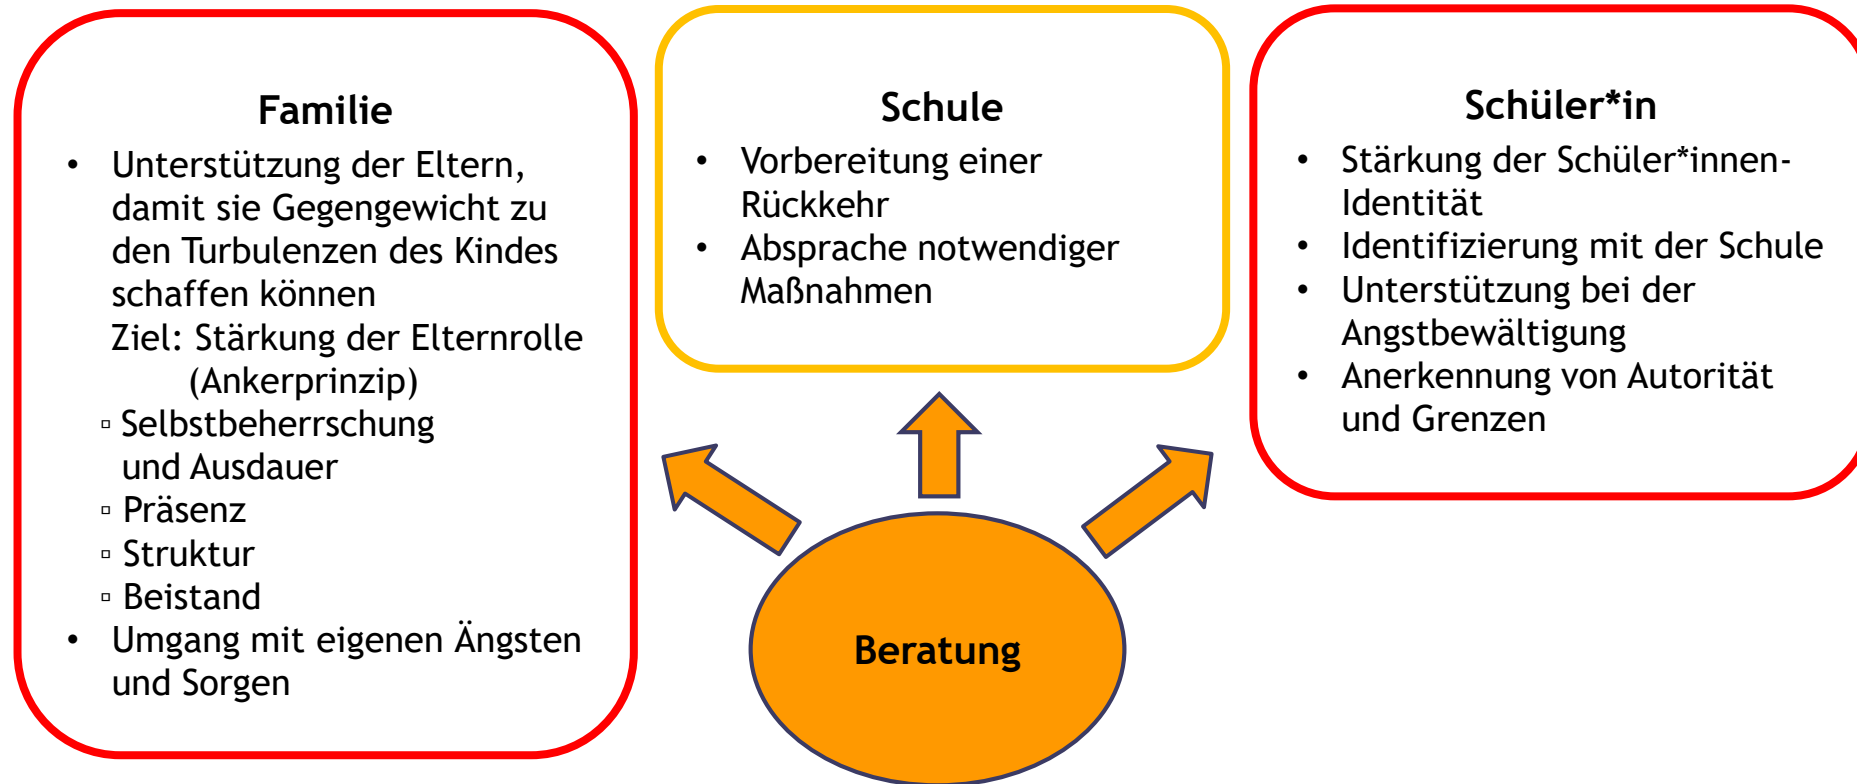 Familie
• Unterstützung der Eltern,
damit sie Gegengewicht zu
den Turbulenzen des Kindes
schaffen können
Ziel: Stärkung der Elternrolle
(Ankerprinzip)
▫ Selbstbeherrschung
und Ausdauer
▫ Präsenz
▫ Struktur
▫ Beistand
• Umgang mit eigenen Ängsten
und Sorgen
Schule
• Vorbereitung einer
Rückkehr
• Absprache notwendiger
Maßnahmen
Schüler*in
• Stärkung der Schüler*innen-
Identität
• Identifizierung mit der Schule
• Unterstützung bei der
Angstbewältigung
• Anerkennung von Autorität
und Grenzen
Beratung